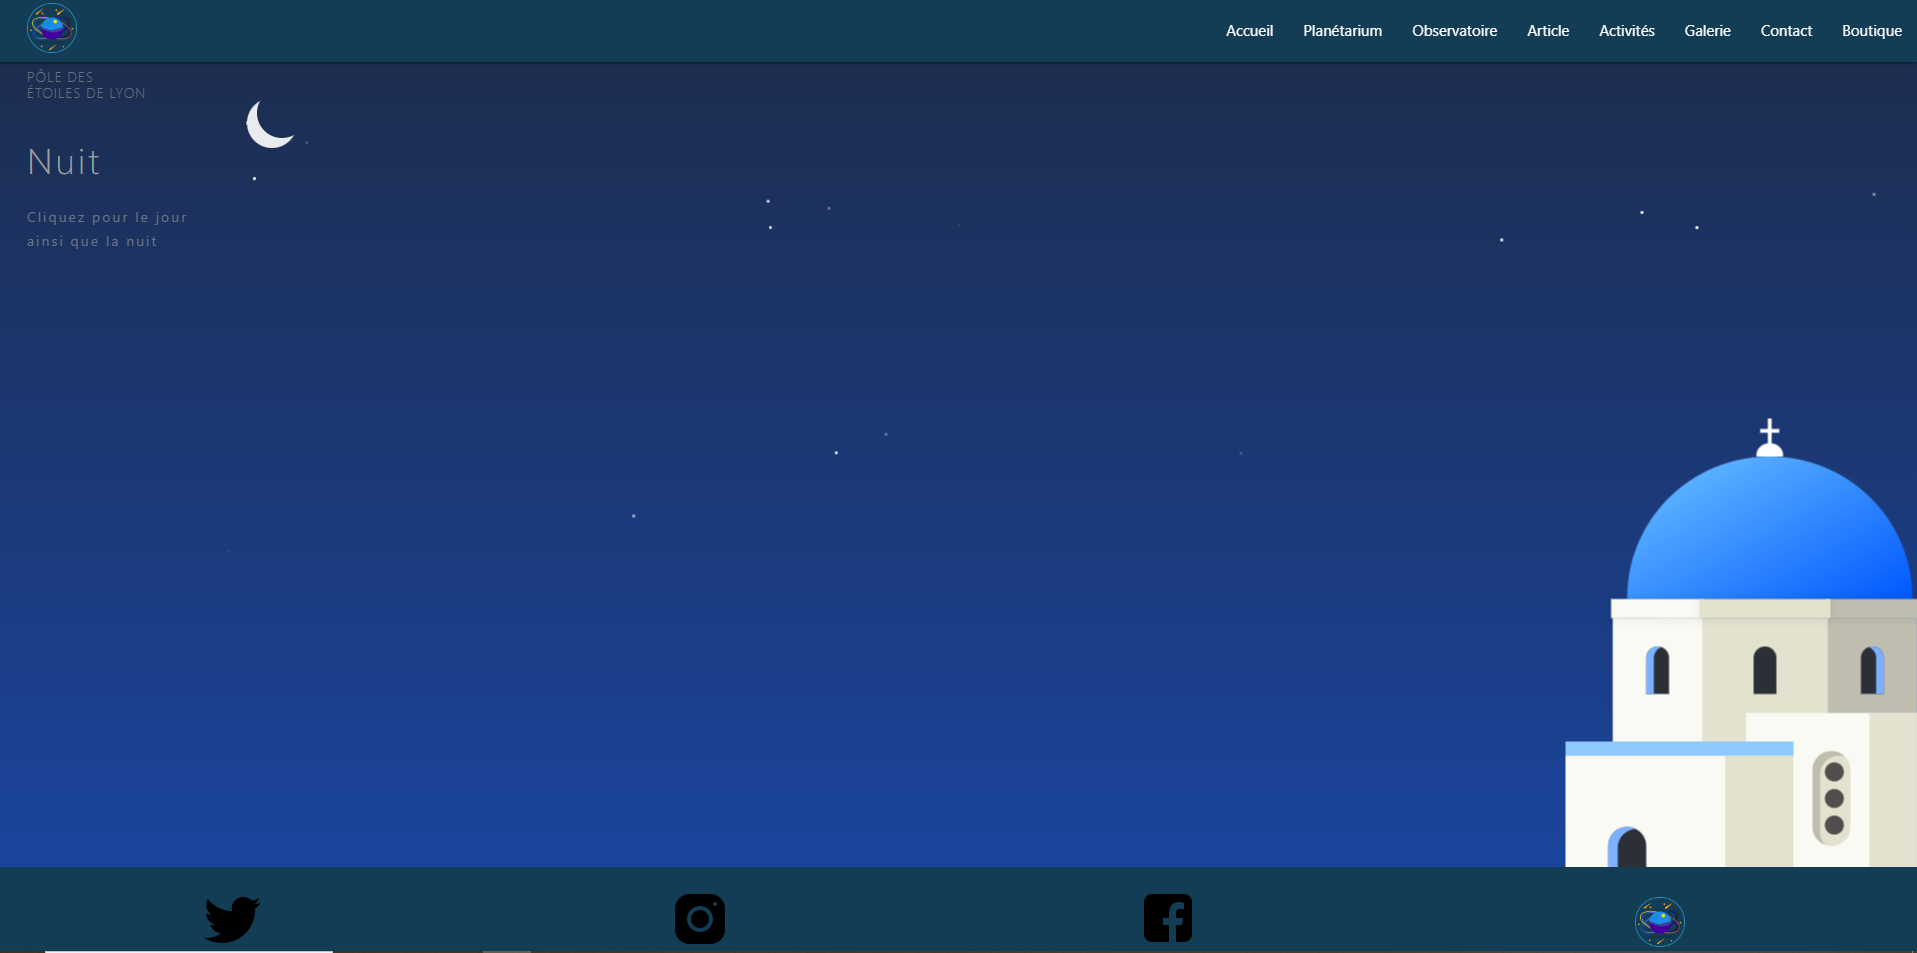 Accueil Planétarium Observatoire Article Activités Galerie Contact Boutique
PÔLE DES
ÉTOILES DE LYON
Nuit
Cliquez pour le jour
ainsi que la nuit